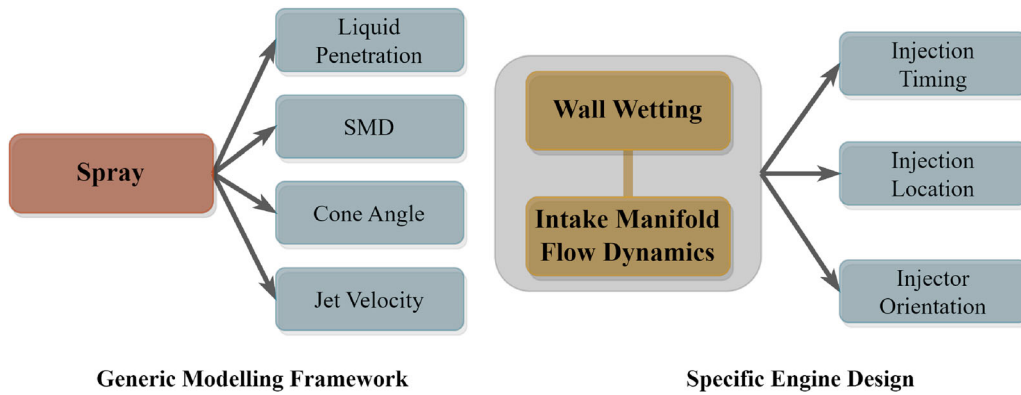 Spray
Liquid
Penetration
SMD
Cone Angle
Jet Velocity
Generic Modelling Framework
Wall Wetting
Intake Manifold
Flow Dynamics
Injection
Timing
Injection
Location
Injector
Orientation
Specific Engine Design